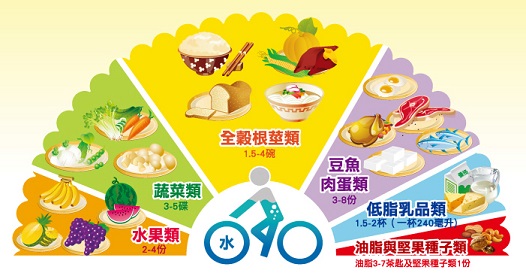 全穀根莖類
1.5-4碗
蔬菜類
3-5碟
豆魚
肉蛋類
3-8份
水果類
2-4份
低脂乳品類
1.5-2杯(一杯240毫升)
油脂與堅果種子類
油脂3-7茶匙及堅果種子類1份
水